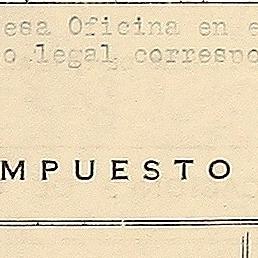 esa Oficina en e
o legal correspo
MPUESTO